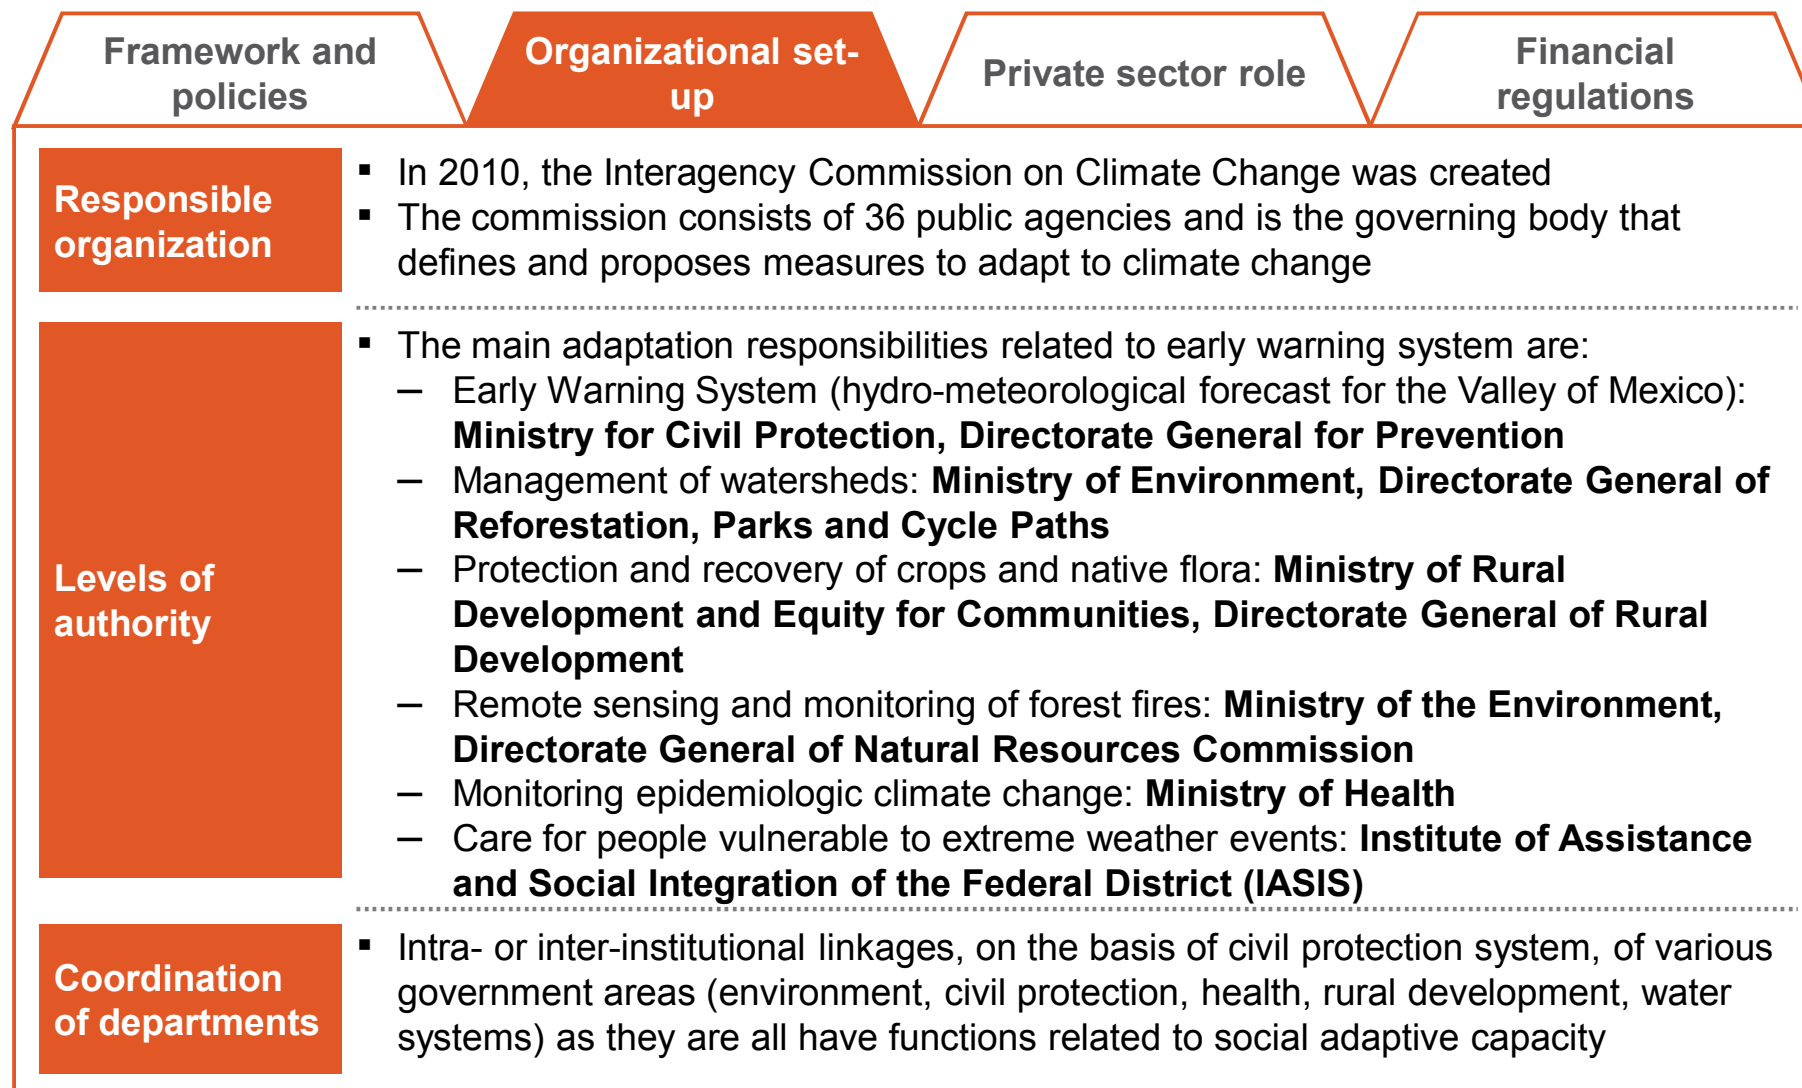 Framework and
policies
Organizational set-
up
Private sector role
Financial
regulations
Responsible
organization
▪ In 2010, the Interagency Commission on Climate Change was created
▪ The commission consists of 36 public agencies and is the governing body that
defines and proposes measures to adapt to climate change
Levels of
authority
▪ The main adaptation responsibilities related to early warning system are:
– Early Warning System (hydro-meteorological forecast for the Valley of Mexico):
Ministry for Civil Protection, Directorate General for Prevention
– Management of watersheds: Ministry of Environment, Directorate General of
Reforestation, Parks and Cycle Paths
– Protection and recovery of crops and native flora: Ministry of Rural
Development and Equity for Communities, Directorate General of Rural
Development
– Remote sensing and monitoring of forest fires: Ministry of the Environment,
Directorate General of Natural Resources Commission
– Monitoring epidemiologic climate change: Ministry of Health
– Care for people vulnerable to extreme weather events: Institute of Assistance
and Social Integration of the Federal District (IASIS)
Coordination
of departments
▪ Intra- or inter-institutional linkages, on the basis of civil protection system, of various
government areas (environment, civil protection, health, rural development, water
systems) as they are all have functions related to social adaptive capacity